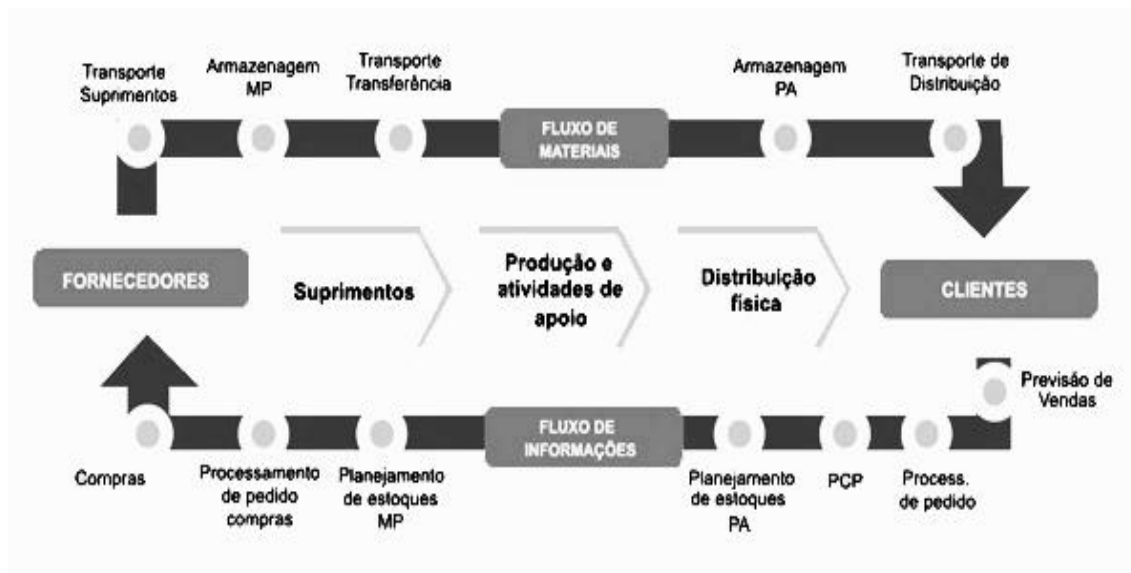 Transporte
Suprimentos
Armazenagem
MP
Transporte
Transferência
Armazenagem
PA
Transporte de
Distribuição
FLUXO DE
MATERIAIS
FORNECEDORES
Suprimentos
Produção e
atividades de
apoio
Distribuição
física
CLIENTES
Previsão de
Vendas
FLUXO DE
INFORMAÇÕES
Compras
Processamento
de pedido
compras
Planejamento
de estoques
MP
Planejamento
de estoques
PA
PCP
Process.
de pedido